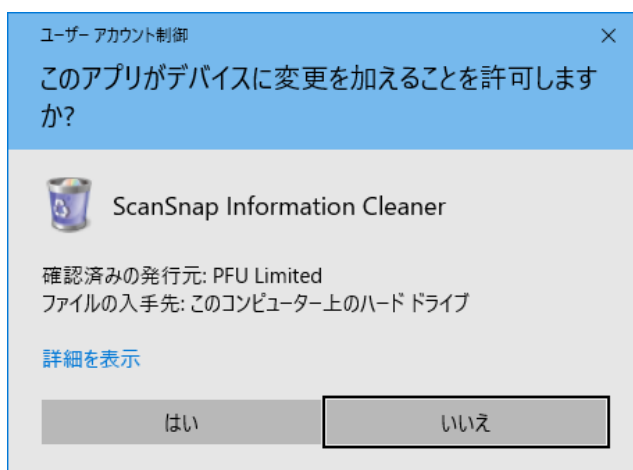 ユーザー アカウント制御
このアプリがデバイスに変更を加えることを許可します
か?
ScanSnap Information Cleaner
確認済みの発行元: PFU Limited
ファイルの入手先: このコンピューター上のハード ドライブ
詳細を表示
はい
いいえ